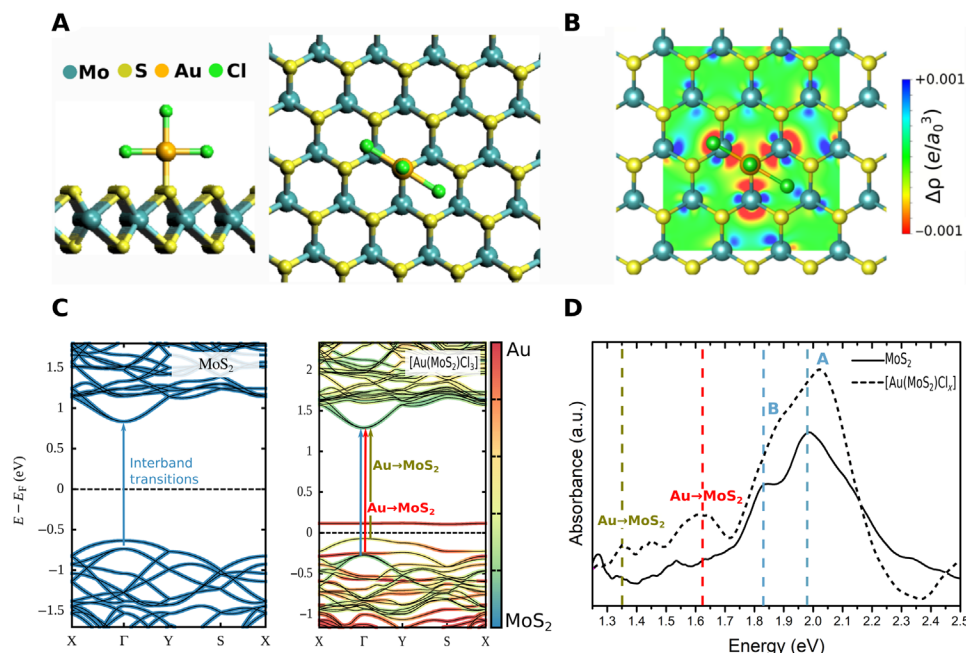 A
B
Mo S Au Cl
+0.001
Δρ (e/a₀³)
−0.001
C
D
E − E_F (eV)
1.5
1
0.5
0
−0.5
−1
−1.5
X Γ Y S X
MoS₂
Interband
transitions
2
1.5
1
0.5
0
−0.5
−1
X Γ Y S X
[Au(MoS₂)Cl₃]
Au→MoS₂
Au→MoS₂
Au
MoS₂
Absorbance (a.u.)
MoS₂
[Au(MoS₂)Clₓ]
A
B
Au→MoS₂
Au→MoS₂
1.3 1.4 1.5 1.6 1.7 1.8 1.9 2.0 2.1 2.2 2.3 2.4 2.5
Energy (eV)